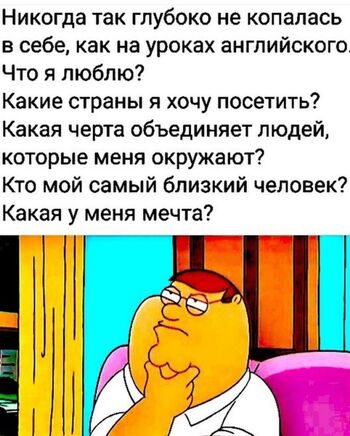 Никогда так глубоко не копалась
в себе, как на уроках английского.
Что я люблю?
Какие страны я хочу посетить?
Какая черта объединяет людей,
которые меня окружают?
Кто мой самый близкий человек?
Какая у меня мечта?